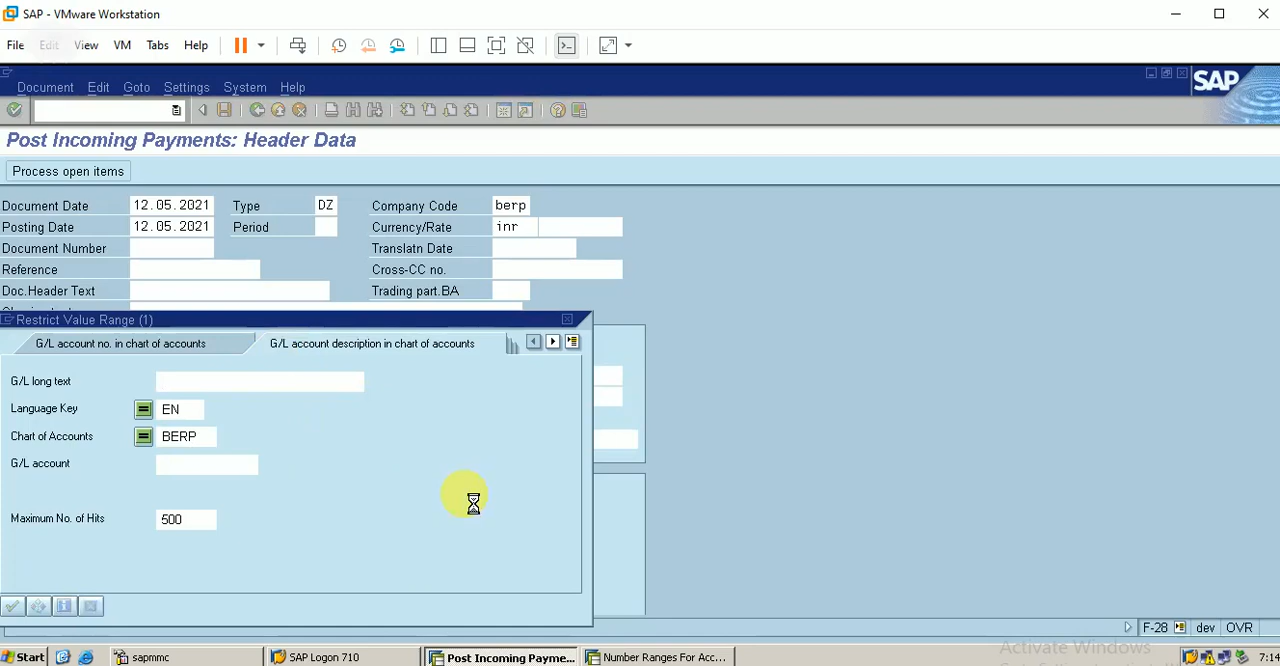 SAP - VMware Workstation
File Edit View VM Tabs Help
Document Edit Goto Settings System Help
SAP
Post Incoming Payments: Header Data
Process open items
Document Date 12.05.2021 Type DZ Company Code berp
Posting Date 12.05.2021 Period Currency/Rate inr
Document Number Translatn Date
Reference Cross-CC no.
Doc.Header Text Trading part.BA
Restrict Value Range (1)
G/L account no. in chart of accounts G/L account description in chart of accounts
G/L long text
Language Key EN
Chart of Accounts BERP
G/L account
Maximum No. of Hits 500
F-28 dev OVR
Activate Windows
Start sapmmc SAP Logon 710 Post Incoming Payme... Number Ranges For Acc... 7:14